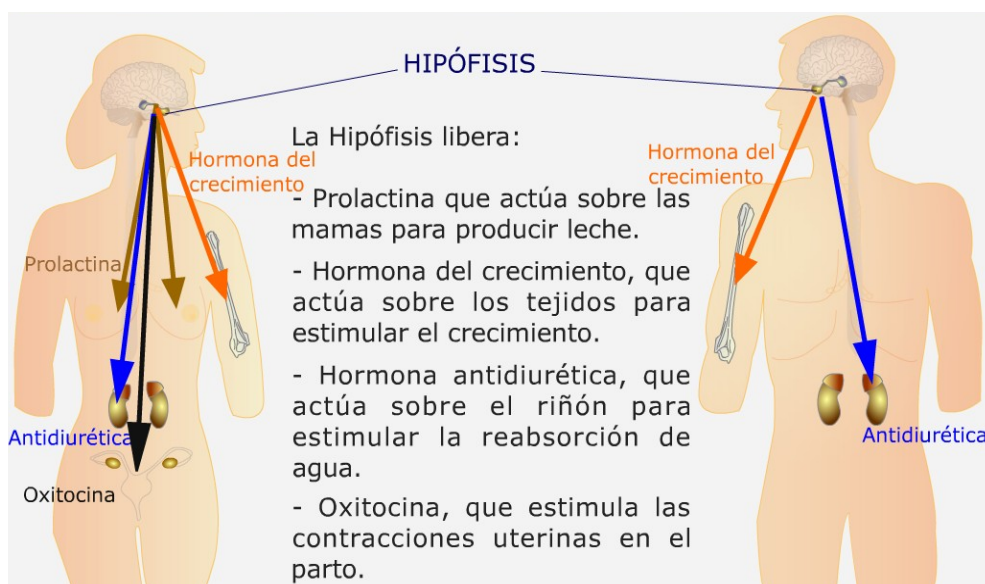 HIPÓFISIS
La Hipófisis libera:
Hormona del
crecimiento
- Prolactina que actúa sobre las
mamas para producir leche.
- Hormona del crecimiento, que
actúa sobre los tejidos para
estimular el crecimiento.
- Hormona antidiurética, que
actúa sobre el riñón para
estimular la reabsorción de
agua.
- Oxitocina, que estimula las
contracciones uterinas en el
parto.
Prolactina
Antidiurética
Oxitocina
Hormona del
crecimiento
Antidiurética